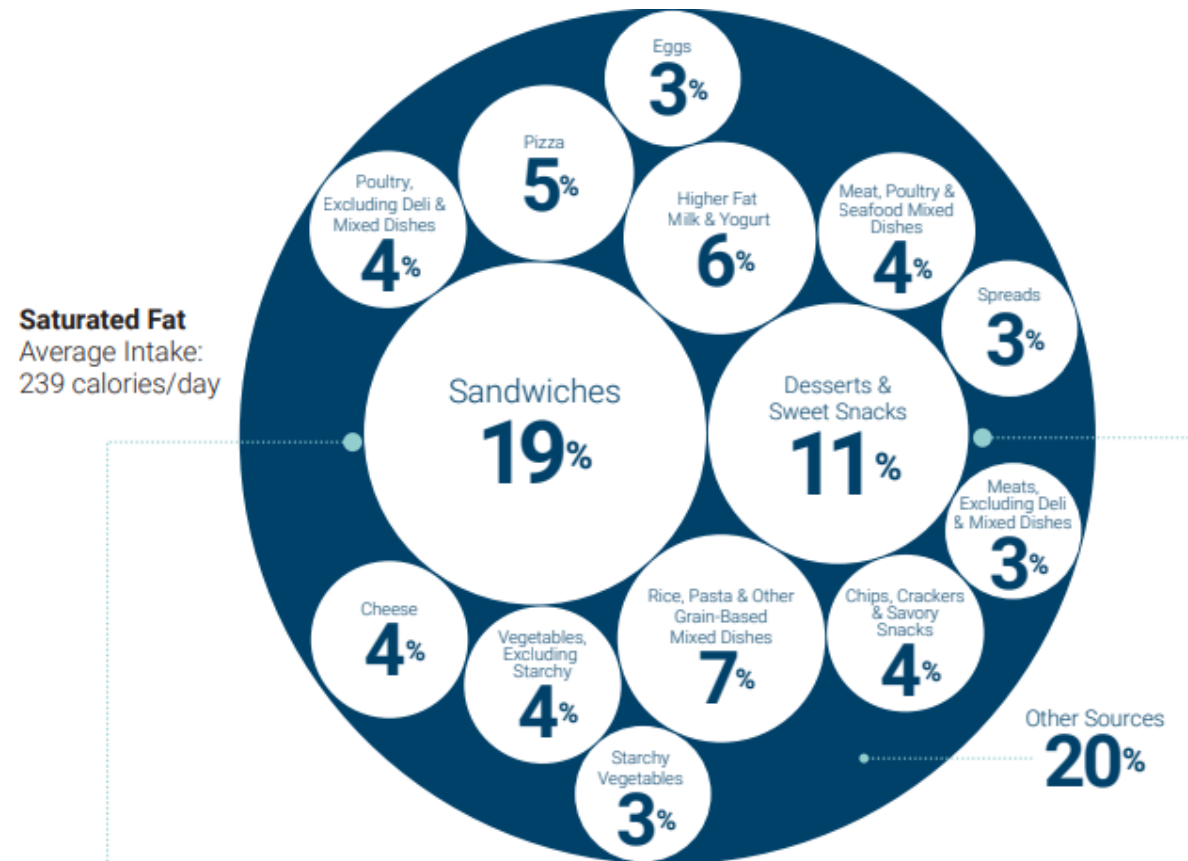 Eggs
3%
Pizza
5%
Poultry,
Excluding Deli &
Mixed Dishes
4%
Higher Fat
Milk & Yogurt
6%
Meat, Poultry &
Seafood Mixed
Dishes
4%
Spreads
3%
Saturated Fat
Average Intake:
239 calories/day
Sandwiches
19%
Desserts &
Sweet Snacks
11%
Meats,
Excluding Deli
& Mixed Dishes
3%
Cheese
4%
Vegetables,
Excluding
Starchy
4%
Rice, Pasta & Other
Grain-Based
Mixed Dishes
7%
Chips, Crackers
& Savory
Snacks
4%
Other Sources
20%
Starchy
Vegetables
3%